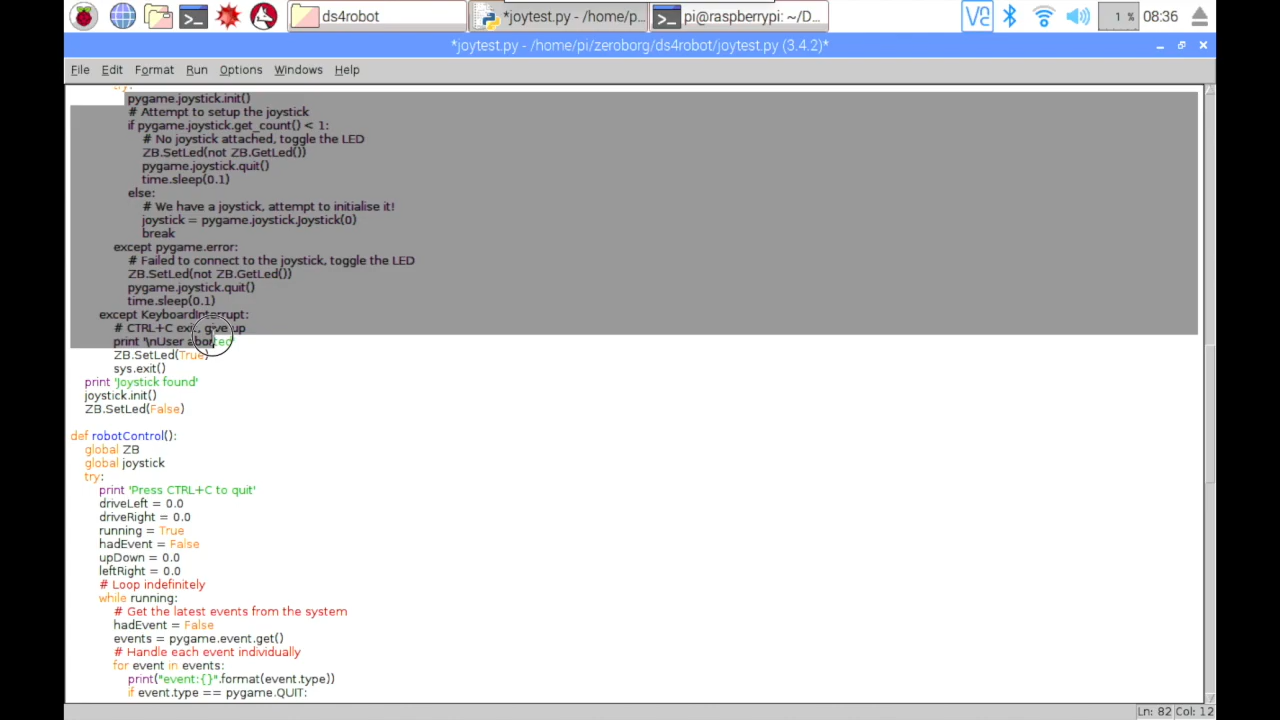 ds4robot
*joytest.py - /home/p...
pi@raspberrypi: ~/D...
1 %
08:36
*joytest.py - /home/pi/zeroborg/ds4robot/joytest.py (3.4.2)*
File Edit Format Run Options Windows Help
try:
pygame.joystick.init()
# Attempt to setup the joystick
if pygame.joystick.get_count() < 1:
# No joystick attached, toggle the LED
ZB.SetLed(not ZB.GetLed())
pygame.joystick.quit()
time.sleep(0.1)
else:
# We have a joystick, attempt to initialise it!
joystick = pygame.joystick.Joystick(0)
break
except pygame.error:
# Failed to connect to the joystick, toggle the LED
ZB.SetLed(not ZB.GetLed())
pygame.joystick.quit()
time.sleep(0.1)
except KeyboardInterrupt:
# CTRL+C exit, give up
print '\nUser aborted'
ZB.SetLed(True)
sys.exit()
print 'Joystick found'
joystick.init()
ZB.SetLed(False)
def robotControl():
global ZB
global joystick
try:
print 'Press CTRL+C to quit'
driveLeft = 0.0
driveRight = 0.0
running = True
hadEvent = False
upDown = 0.0
leftRight = 0.0
# Loop indefinitely
while running:
# Get the latest events from the system
hadEvent = False
events = pygame.event.get()
# Handle each event individually
for event in events:
print("event:{}".format(event.type))
if event.type == pygame.QUIT:
Ln: 82 Col: 12